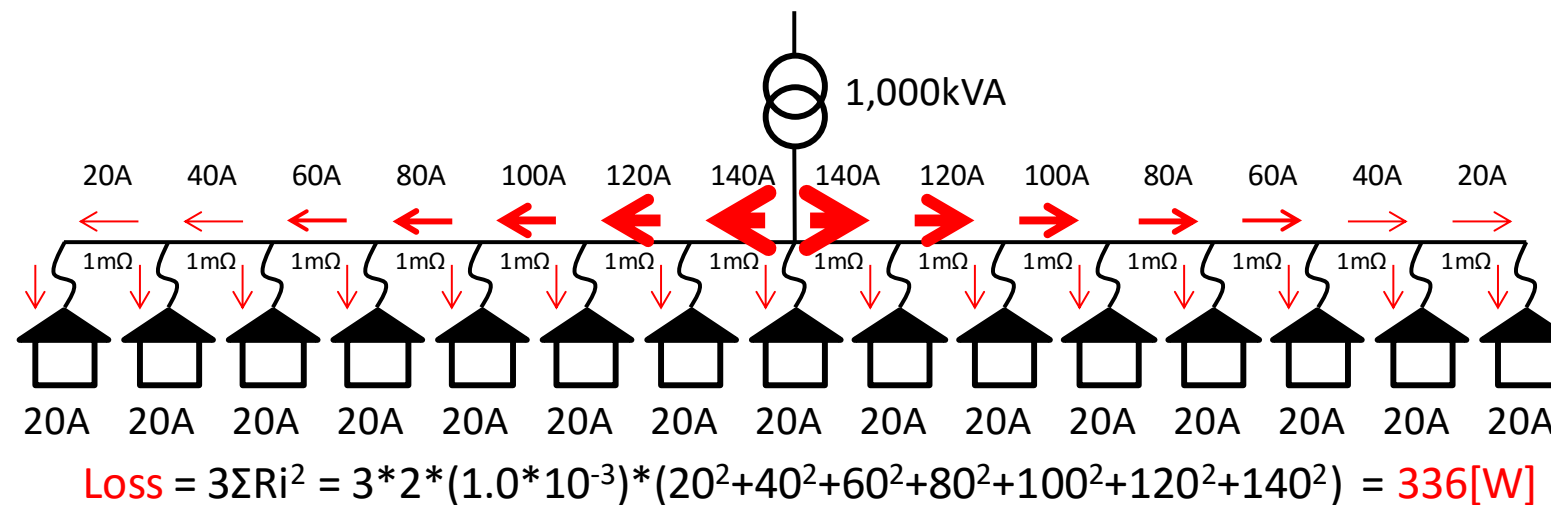 1,000kVA
20A 40A 60A 80A 100A 120A 140A 140A 120A 100A 80A 60A 40A 20A
1mΩ 1mΩ 1mΩ 1mΩ 1mΩ 1mΩ 1mΩ 1mΩ 1mΩ 1mΩ 1mΩ 1mΩ 1mΩ 1mΩ
20A 20A 20A 20A 20A 20A 20A 20A 20A 20A 20A 20A 20A 20A 20A
Loss = 3ΣRi² = 3*2*(1.0*10⁻³)*(20²+40²+60²+80²+100²+120²+140²) = 336[W]